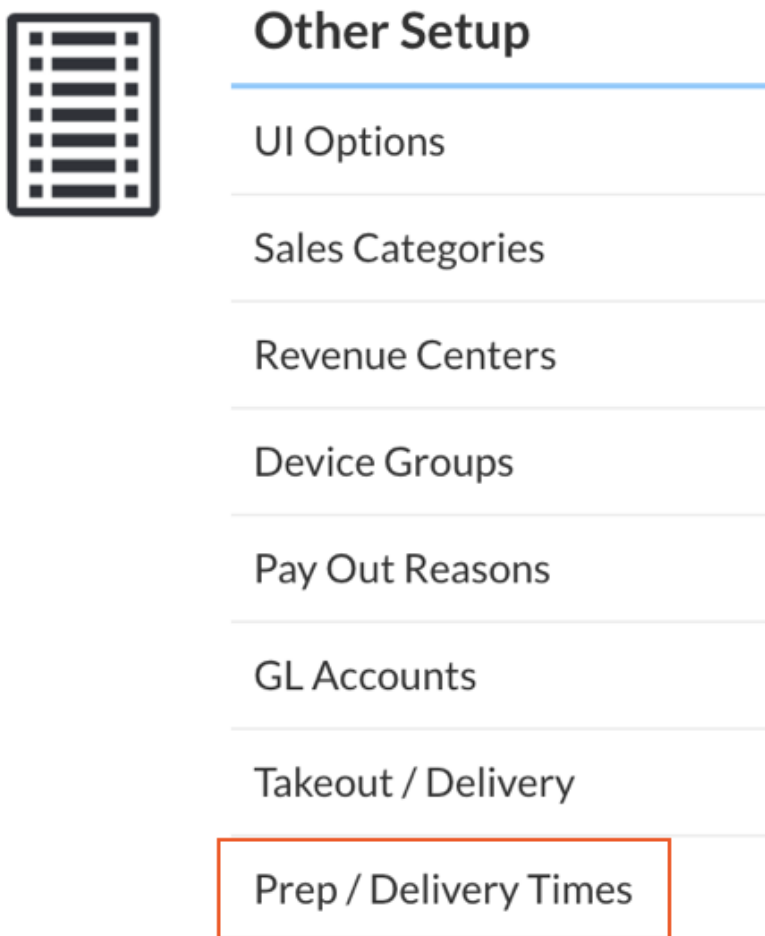 Other Setup
UI Options
Sales Categories
Revenue Centers
Device Groups
Pay Out Reasons
GL Accounts
Takeout / Delivery
Prep / Delivery Times